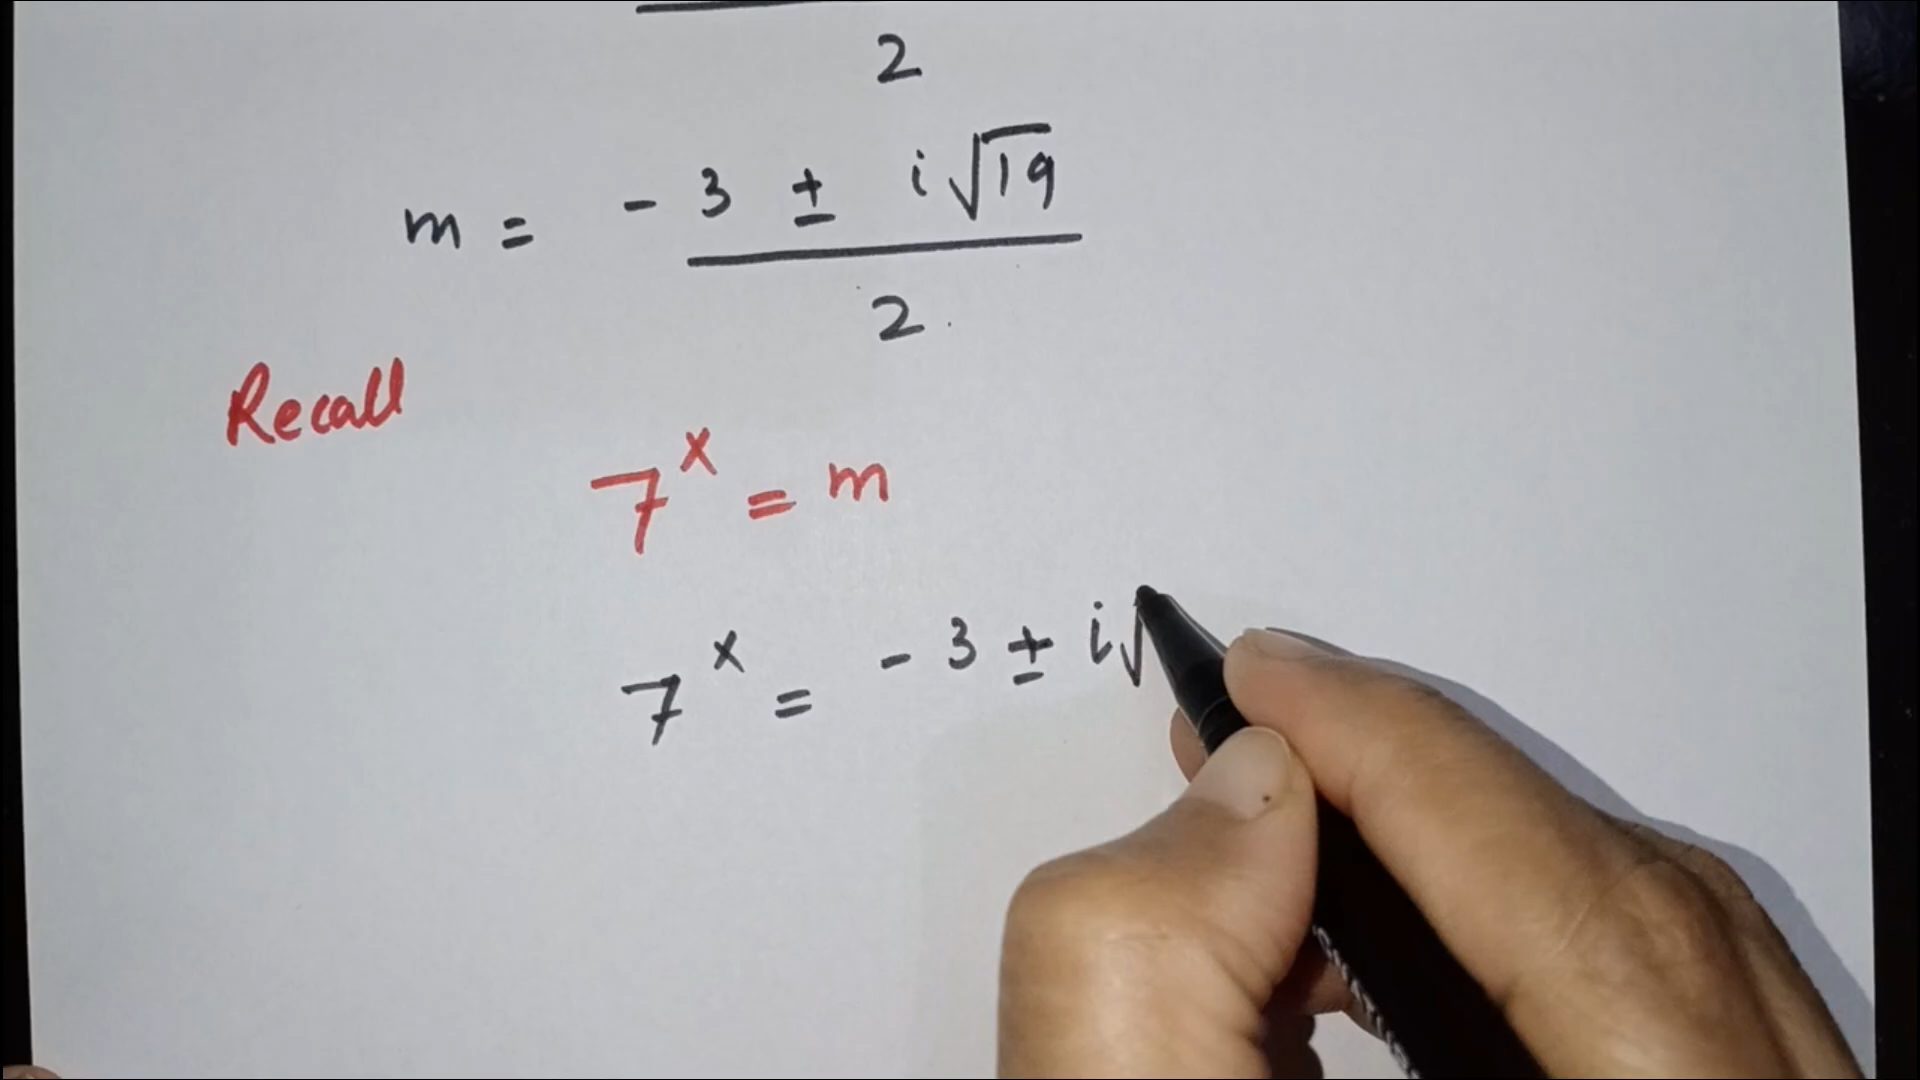 2
m = - 3 ± i√19
2
Recall
7^x = m
7^x = - 3 ± i√